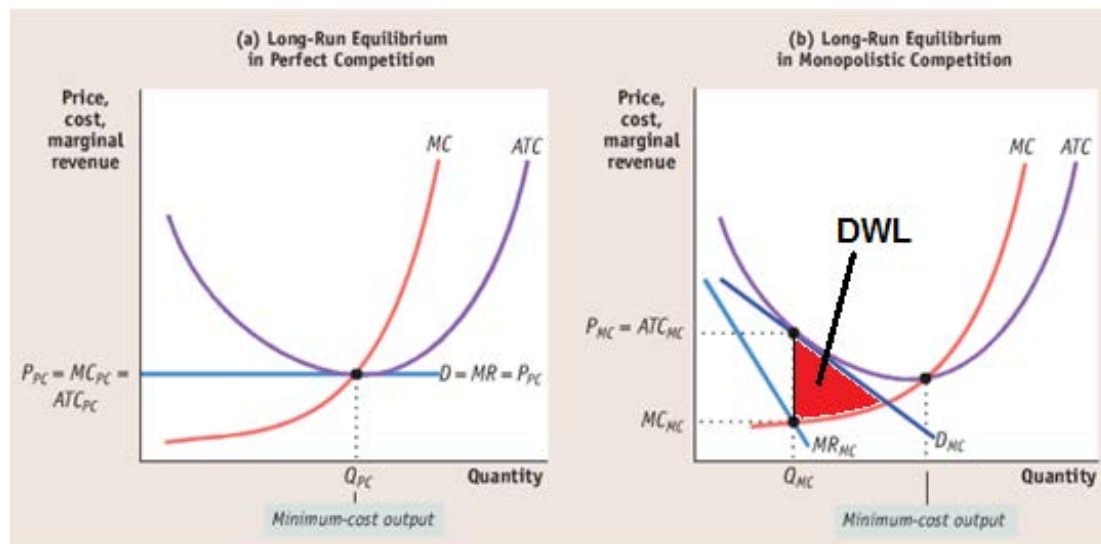 (a) Long-Run Equilibrium
in Perfect Competition
Price,
cost,
marginal
revenue
MC
ATC
P_PC = MC_PC =
ATC_PC
D = MR = P_PC
Q_PC
Quantity
Minimum-cost output
(b) Long-Run Equilibrium
in Monopolistic Competition
Price,
cost,
marginal
revenue
MC
ATC
DWL
P_MC = ATC_MC
MC_MC
MR_MC
D_MC
Q_MC
Quantity
Minimum-cost output